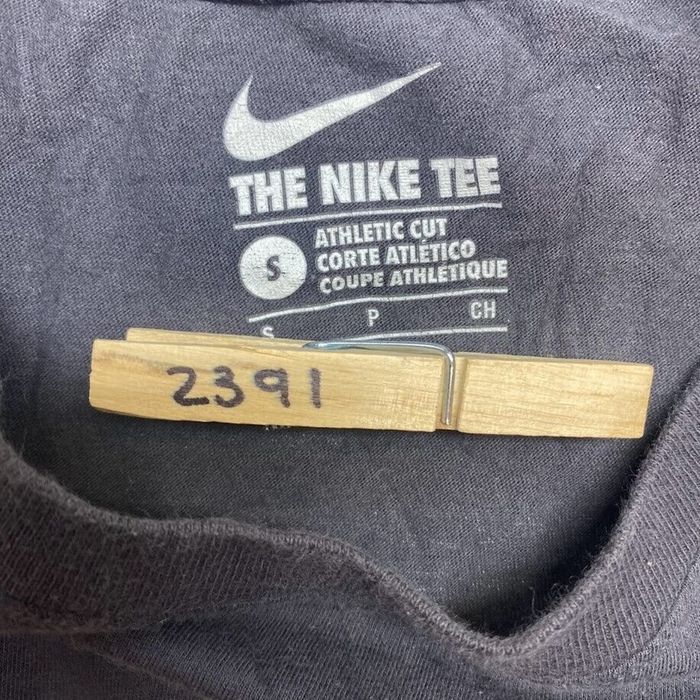 THE NIKE TEE
S
ATHLETIC CUT
CORTE ATLÉTICO
COUPE ATHLÉTIQUE
S P CH
2391